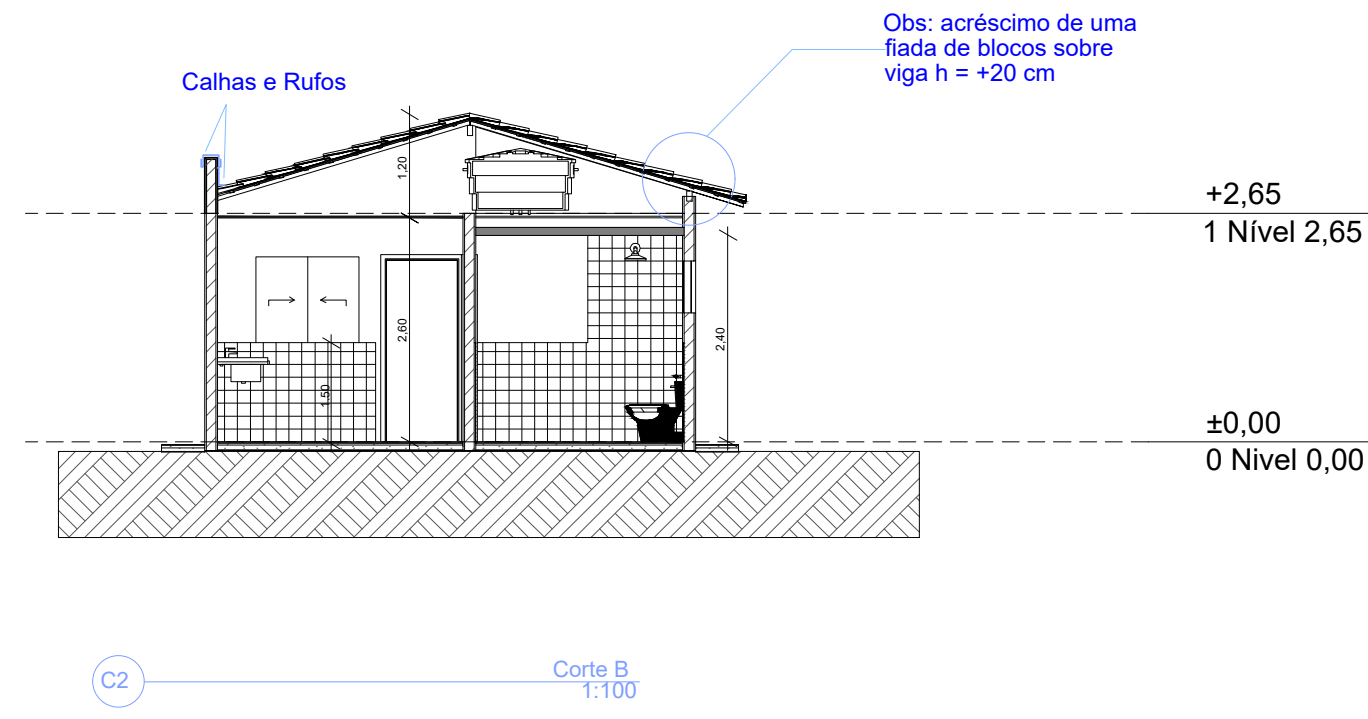 Obs: acréscimo de uma
fiada de blocos sobre
viga h = +20 cm
Calhas e Rufos
1,20
+2,65
1 Nível 2,65
2,60
2,40
1,50
±0,00
0 Nivel 0,00
C2
Corte B
1:100